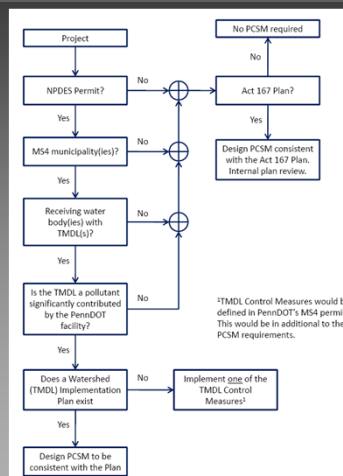 No PCSM required
Project
No
NPDES Permit?
No
Act 167 Plan?
Yes
Yes
MS4 municipality(ies)?
No
Design PCSM consistent
with the Act 167 Plan.
Internal plan review.
Yes
Receiving water
body(ies) with
TMDL(s)?
No
Yes
Is the TMDL a pollutant
significantly contributed
by the PennDOT
facility?
No
¹TMDL Control Measures would b
defined in PennDOT's MS4 permi
This would be in additional to the
PCSM requirements.
Yes
Does a Watershed
(TMDL) Implementation
Plan exist
No
Implement one of the
TMDL Control
Measures¹
Yes
Design PCSM to be
consistent with the Plan